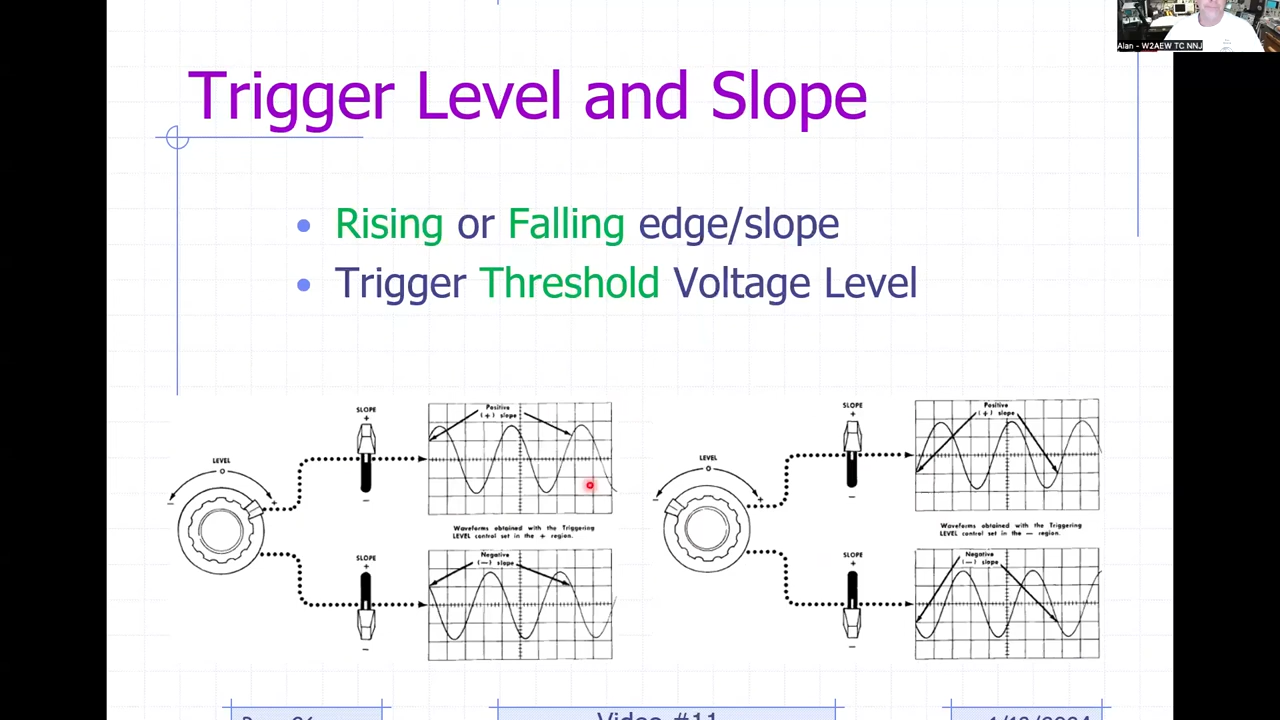 Alan - W2AEW TC NNJ
Trigger Level and Slope
• Rising or Falling edge/slope
• Trigger Threshold Voltage Level
SLOPE
+
−
LEVEL
O
− +
Positive
(+) slope
Waveforms obtained with the Triggering
LEVEL control set in the + region.
SLOPE
+
−
Negative
(−) slope
SLOPE
+
−
LEVEL
O
− +
Positive
(+) slope
Waveforms obtained with the Triggering
LEVEL control set in the − region.
SLOPE
+
−
Negative
(−) slope
Video #11